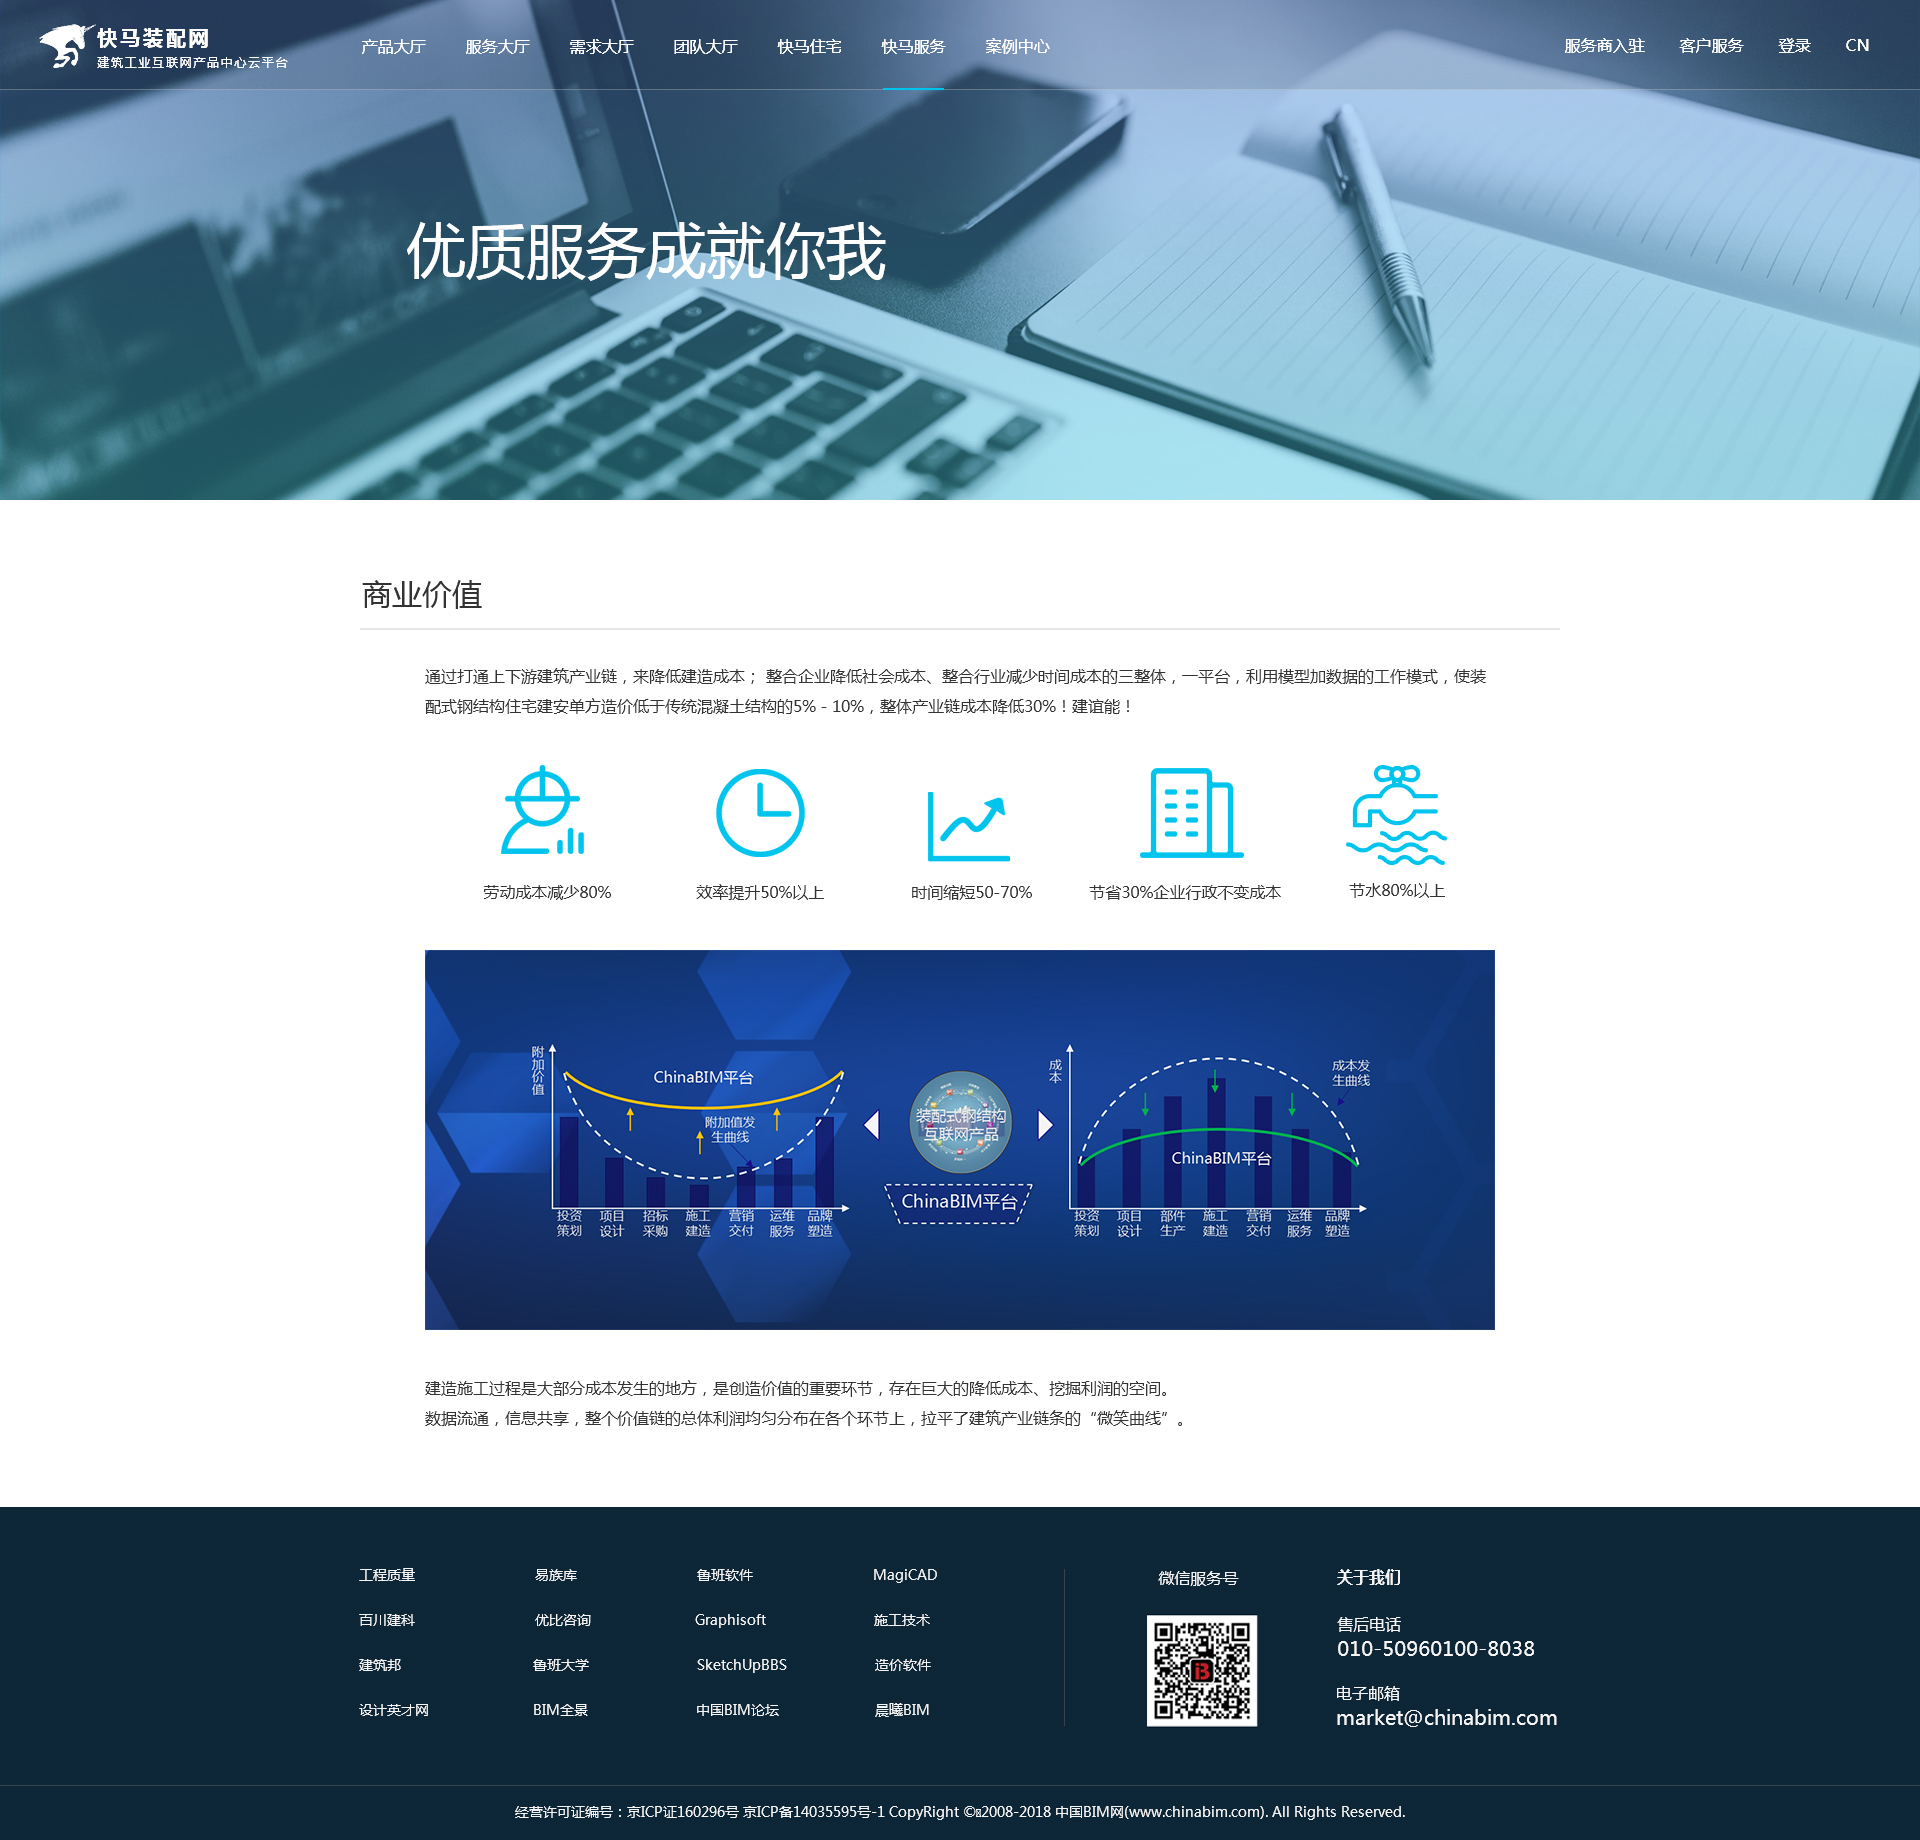 快马装配网
建筑工业互联网产品中心云平台
产品大厅 服务大厅 需求大厅 团队大厅 快马住宅 快马服务 案例中心
服务商入驻 客户服务 登录 CN
优质服务成就你我
商业价值
通过打通上下游建筑产业链，来降低建造成本； 整合企业降低社会成本、整合行业减少时间成本的三整体，一平台，利用模型加数据的工作模式，使装
配式钢结构住宅建安单方造价低于传统混凝土结构的5% - 10%，整体产业链成本降低30%！建谊能！
劳动成本减少80%
效率提升50%以上
时间缩短50-70%
节省30%企业行政不变成本
节水80%以上
附加价值
ChinaBIM平台
附加值发
生曲线
投资 项目 招标 施工 营销 运维 品牌
策划 设计 采购 建造 交付 服务 塑造
装配式钢结构
互联网产品
ChinaBIM平台
成本
成本发
生曲线
ChinaBIM平台
投资 项目 部件 施工 营销 运维 品牌
策划 设计 生产 建造 交付 服务 塑造
建造施工过程是大部分成本发生的地方，是创造价值的重要环节，存在巨大的降低成本、挖掘利润的空间。
数据流通，信息共享，整个价值链的总体利润均匀分布在各个环节上，拉平了建筑产业链条的“微笑曲线”。
工程质量 易族库 鲁班软件 MagiCAD
百川建科 优比咨询 Graphisoft 施工技术
建筑邦 鲁班大学 SketchUpBBS 造价软件
设计英才网 BIM全景 中国BIM论坛 晨曦BIM
微信服务号
关于我们
售后电话
010-50960100-8038
电子邮箱
market@chinabim.com
经营许可证编号：京ICP证160296号 京ICP备14035595号-1 CopyRight ©2008-2018 中国BIM网(www.chinabim.com). All Rights Reserved.